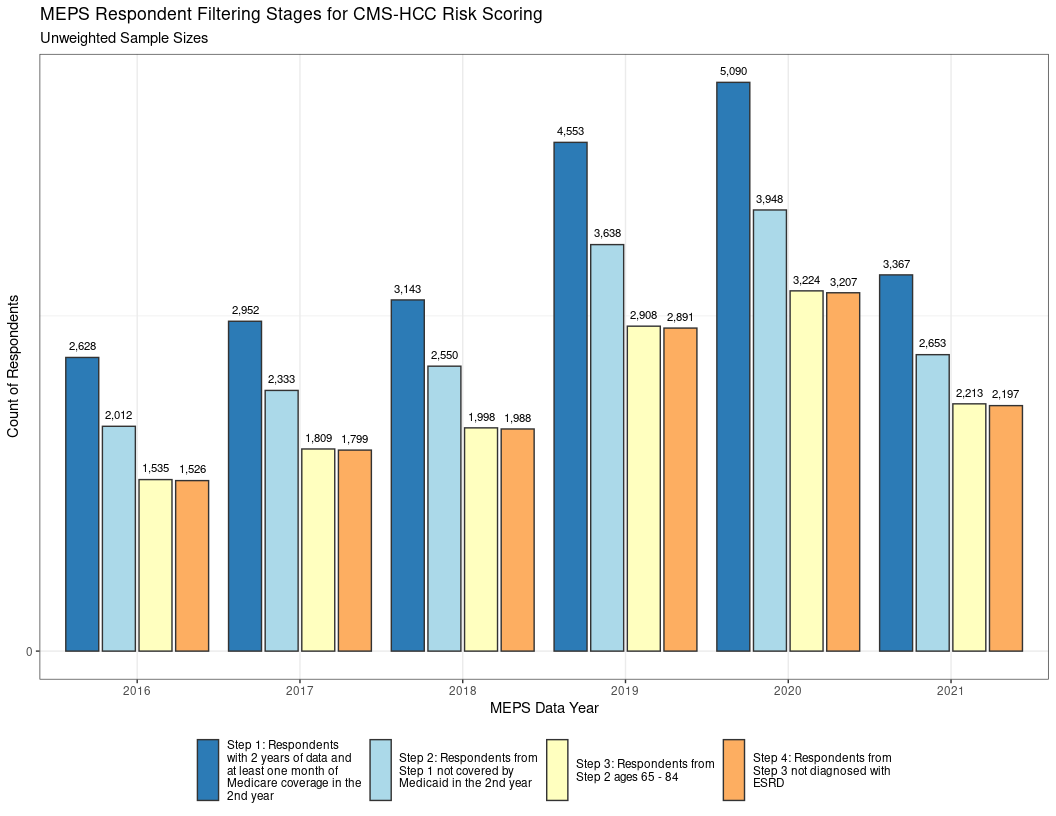 MEPS Respondent Filtering Stages for CMS-HCC Risk Scoring
Unweighted Sample Sizes
Count of Respondents
0
2,628
2,012
1,535
1,526
2,952
2,333
1,809
1,799
3,143
2,550
1,998
1,988
4,553
3,638
2,908
2,891
5,090
3,948
3,224
3,207
3,367
2,653
2,213
2,197
2016
2017
2018
2019
2020
2021
MEPS Data Year
Step 1: Respondents
with 2 years of data and
at least one month of
Medicare coverage in the
2nd year
Step 2: Respondents from
Step 1 not covered by
Medicaid in the 2nd year
Step 3: Respondents from
Step 2 ages 65 - 84
Step 4: Respondents from
Step 3 not diagnosed with
ESRD